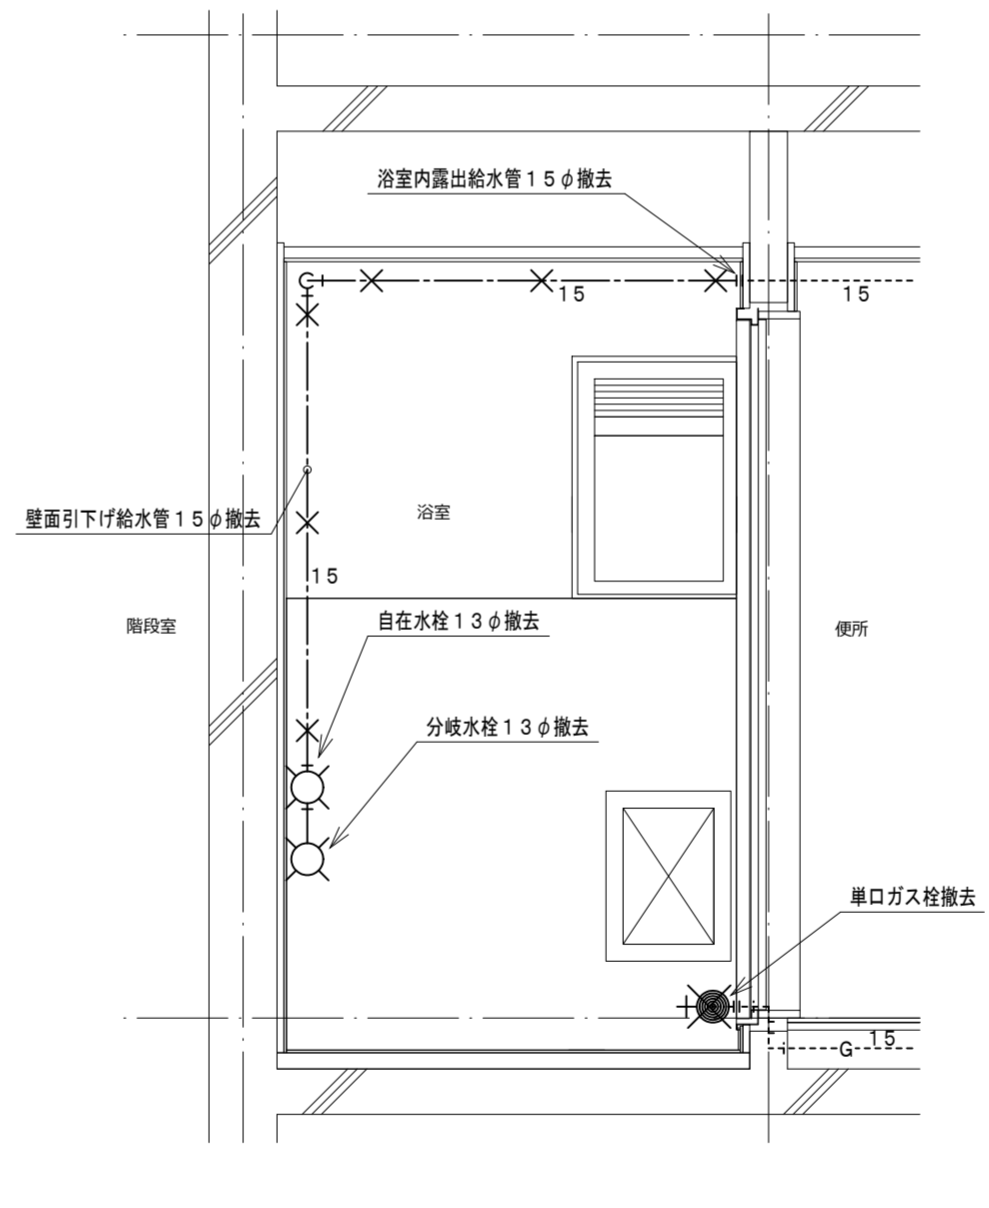 浴室内露出給水管１５φ撤去
15
15
壁面引下げ給水管１５φ撤去
浴室
15
自在水栓１３φ撤去
階段室
便所
分岐水栓１３φ撤去
単口ガス栓撤去
15
G